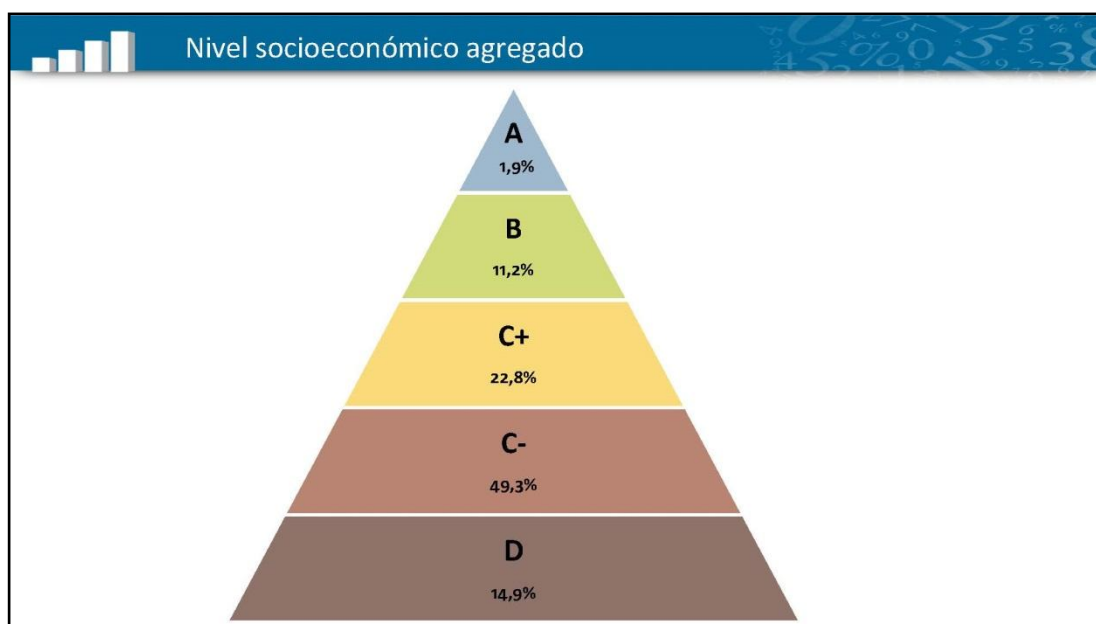 Nivel socioeconómico agregado
A
1,9%
B
11,2%
C+
22,8%
C-
49,3%
D
14,9%